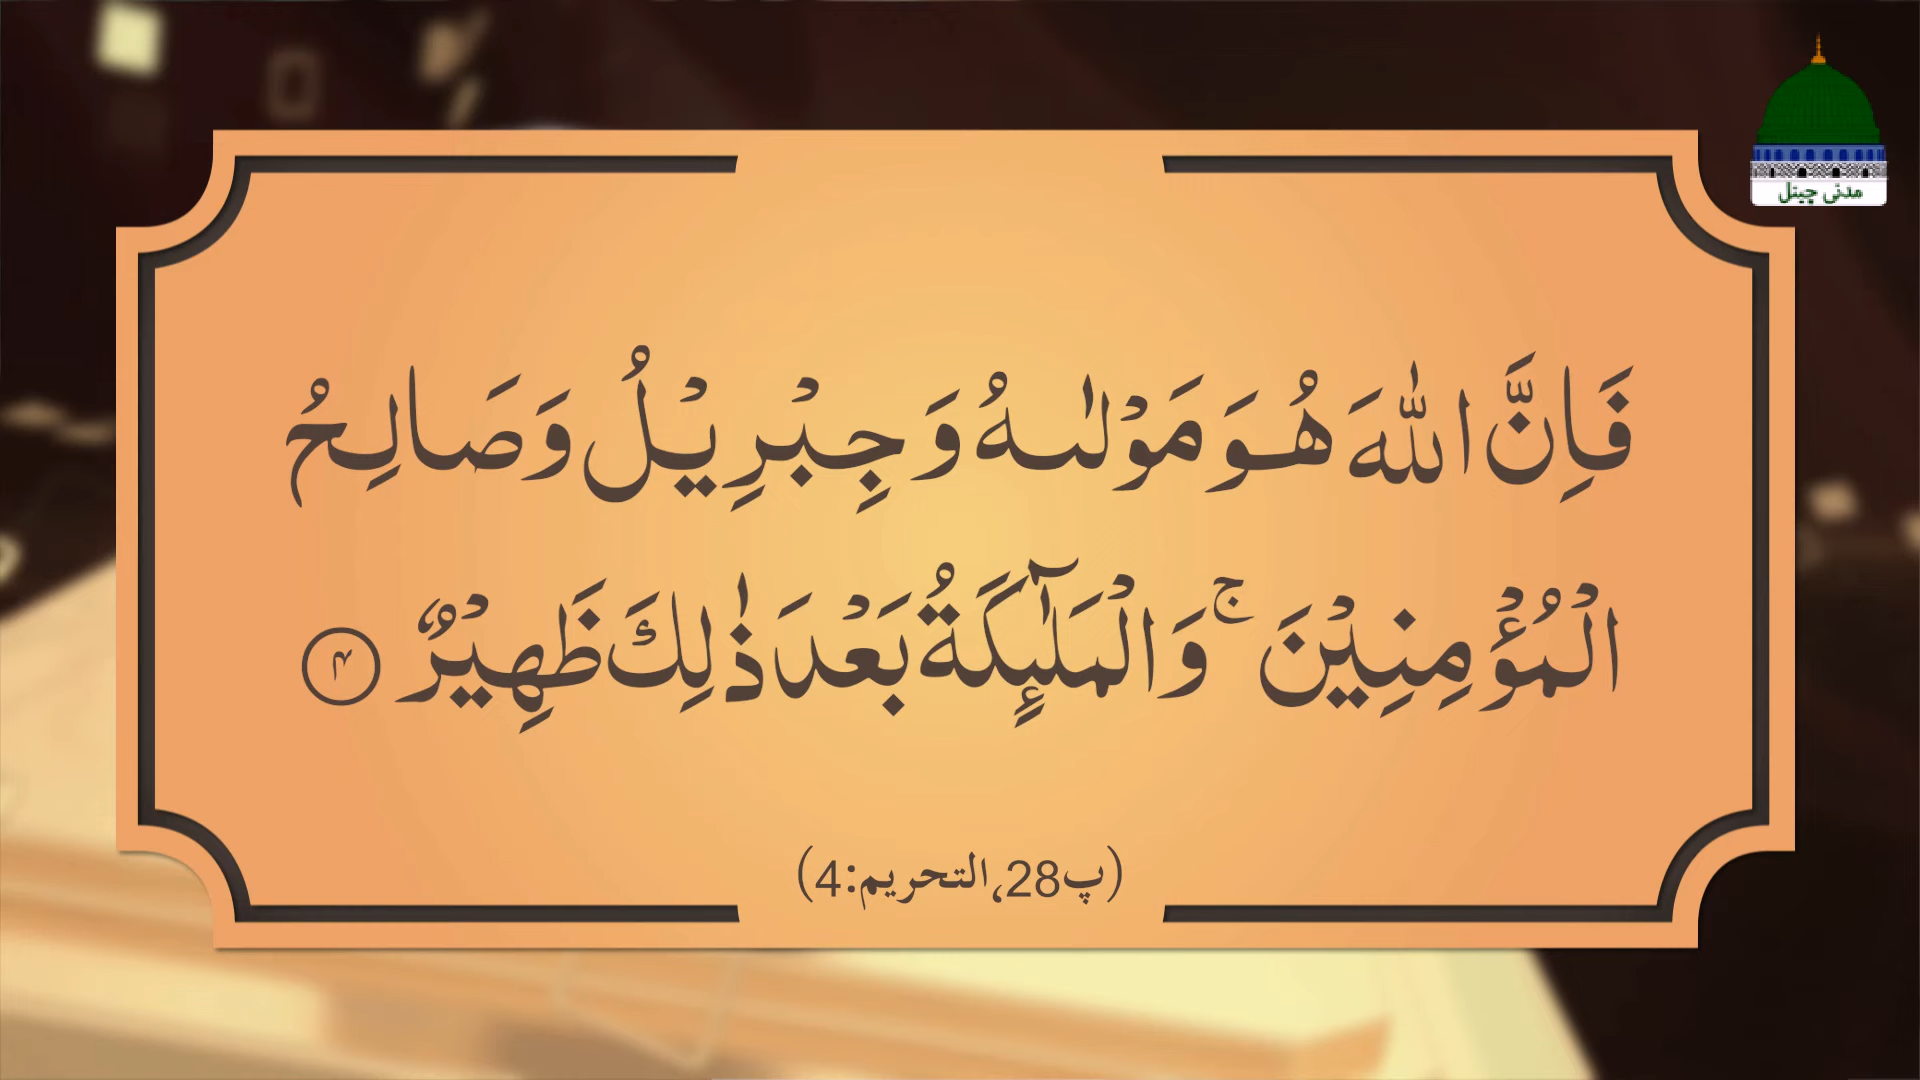 مدنی چینل
فَاِنَّ اللّٰهَ هُوَ مَوْلٰىهُ وَ جِبْرِیْلُ وَ صَالِحُ
الْمُؤْمِنِیْنَ ۚ وَ الْمَلٰٓىٕكَةُ بَعْدَ ذٰلِكَ ظَهِیْرٌ ﴿۴﴾
(پ28،التحریم:4)